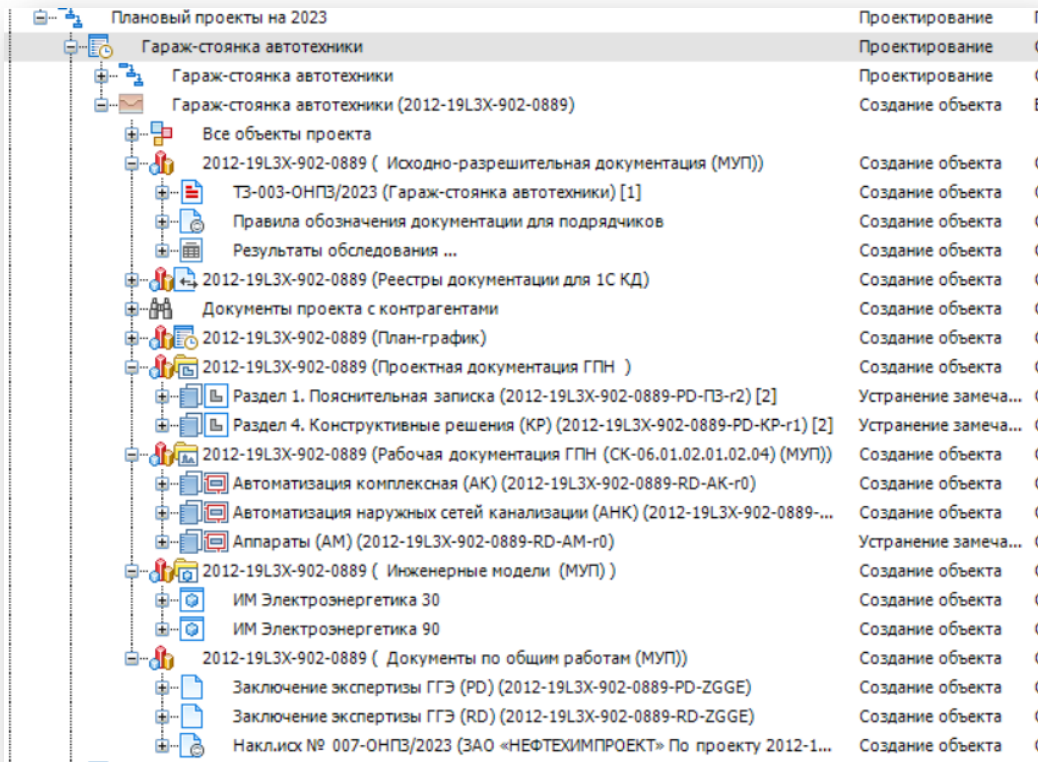 Плановый проекты на 2023 Проектирование
Гараж-стоянка автотехники Проектирование
Гараж-стоянка автотехники Проектирование
Гараж-стоянка автотехники (2012-19L3X-902-0889) Создание объекта
Все объекты проекта
2012-19L3X-902-0889 ( Исходно-разрешительная документация (МУП)) Создание объекта
ТЗ-003-ОНПЗ/2023 (Гараж-стоянка автотехники) [1] Создание объекта
Правила обозначения документации для подрядчиков Создание объекта
Результаты обследования ... Создание объекта
2012-19L3X-902-0889 (Реестры документации для 1С КД) Создание объекта
Документы проекта с контрагентами Создание объекта
2012-19L3X-902-0889 (План-график) Создание объекта
2012-19L3X-902-0889 (Проектная документация ГПН ) Создание объекта
Раздел 1. Пояснительная записка (2012-19L3X-902-0889-PD-ПЗ-r2) [2] Устранение замеча...
Раздел 4. Конструктивные решения (КР) (2012-19L3X-902-0889-PD-КР-r1) [2] Устранение замеча...
2012-19L3X-902-0889 (Рабочая документация ГПН (СК-06.01.02.01.02.04) (МУП)) Создание объекта
Автоматизация комплексная (АК) (2012-19L3X-902-0889-RD-АК-r0) Создание объекта
Автоматизация наружных сетей канализации (АНК) (2012-19L3X-902-0889-... Создание объекта
Аппараты (АМ) (2012-19L3X-902-0889-RD-АМ-r0) Устранение замеча...
2012-19L3X-902-0889 ( Инженерные модели (МУП) ) Создание объекта
ИМ Электроэнергетика 30 Создание объекта
ИМ Электроэнергетика 90 Создание объекта
2012-19L3X-902-0889 ( Документы по общим работам (МУП)) Создание объекта
Заключение экспертизы ГГЭ (PD) (2012-19L3X-902-0889-PD-ZGGE) Создание объекта
Заключение экспертизы ГГЭ (RD) (2012-19L3X-902-0889-RD-ZGGE) Создание объекта
Накл.исх № 007-ОНПЗ/2023 (ЗАО «НЕФТЕХИМПРОЕКТ» По проекту 2012-1... Создание объекта